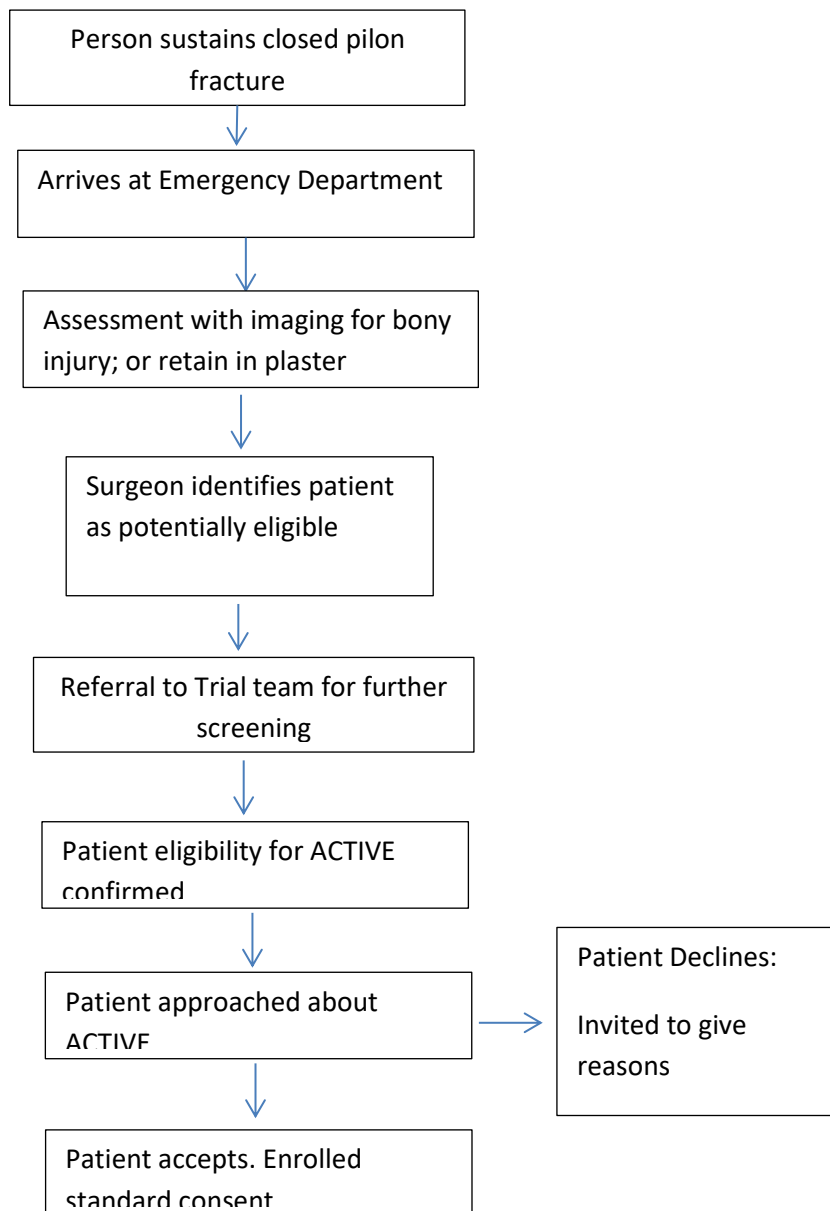 Person sustains closed pilon
fracture
Arrives at Emergency Department
Assessment with imaging for bony
injury; or retain in plaster
Surgeon identifies patient
as potentially eligible
Referral to Trial team for further
screening
Patient eligibility for ACTIVE
confirmed
Patient approached about
ACTIVE
Patient Declines:
Invited to give
reasons
Patient accepts. Enrolled
standard consent